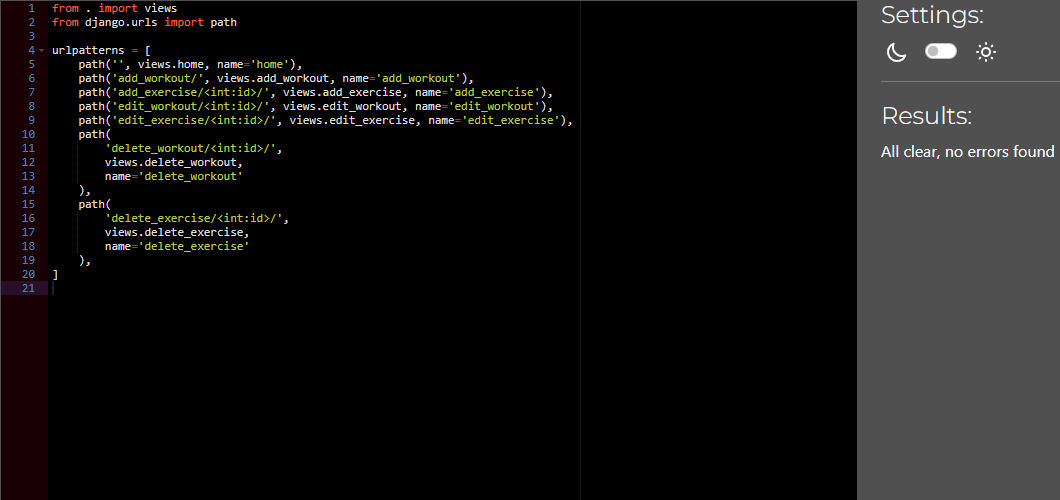 1 from . import views
2 from django.urls import path
3
4 urlpatterns = [
5     path('', views.home, name='home'),
6     path('add_workout/', views.add_workout, name='add_workout'),
7     path('add_exercise/<int:id>/', views.add_exercise, name='add_exercise'),
8     path('edit_workout/<int:id>/', views.edit_workout, name='edit_workout'),
9     path('edit_exercise/<int:id>/', views.edit_exercise, name='edit_exercise'),
10     path(
11         'delete_workout/<int:id>/',
12         views.delete_workout,
13         name='delete_workout'
14     ),
15     path(
16         'delete_exercise/<int:id>/',
17         views.delete_exercise,
18         name='delete_exercise'
19     ),
20 ]
21
Settings:
Results:
All clear, no errors found